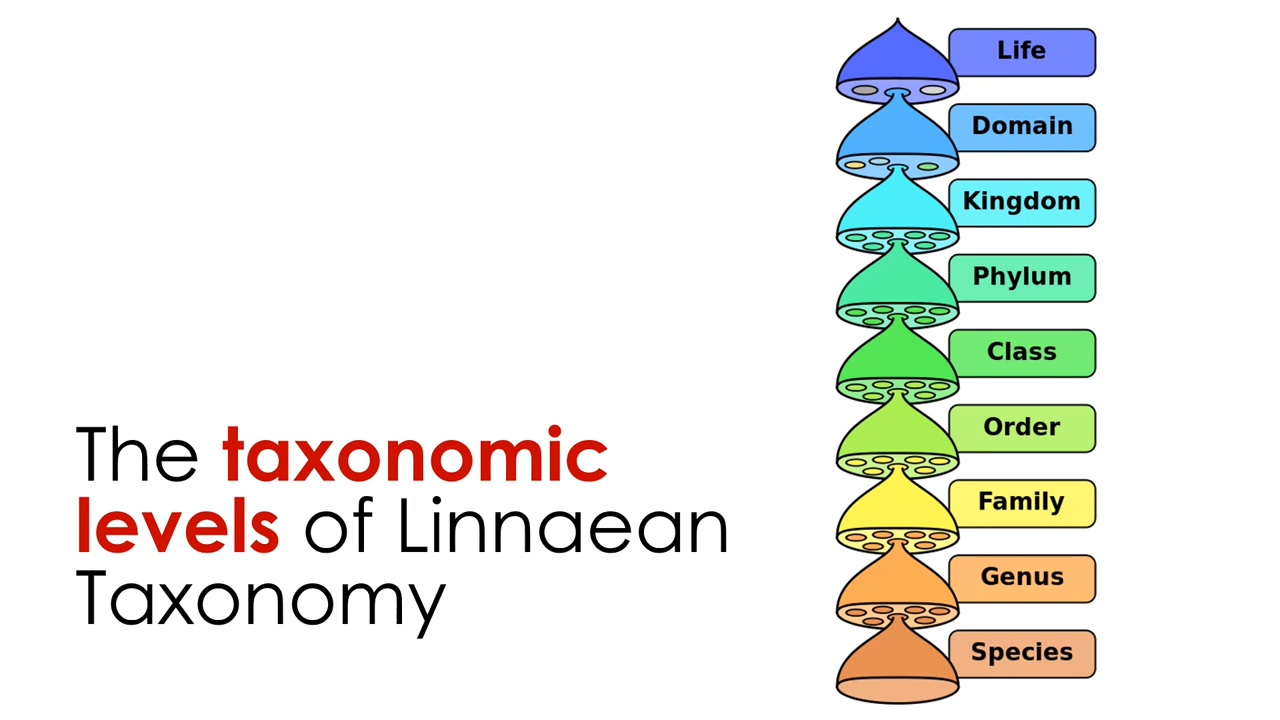 The taxonomic
levels of Linnaean
Taxonomy
Life
Domain
Kingdom
Phylum
Class
Order
Family
Genus
Species